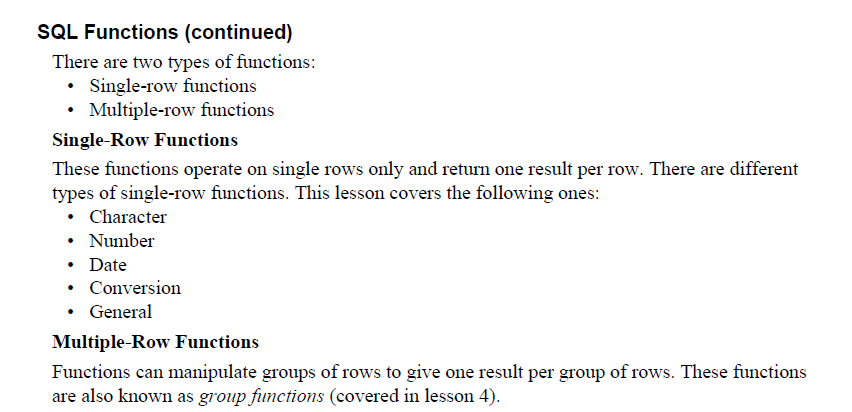 SQL Functions (continued)
There are two types of functions:
• Single-row functions
• Multiple-row functions
Single-Row Functions
These functions operate on single rows only and return one result per row. There are different
types of single-row functions. This lesson covers the following ones:
• Character
• Number
• Date
• Conversion
• General
Multiple-Row Functions
Functions can manipulate groups of rows to give one result per group of rows. These functions
are also known as group functions (covered in lesson 4).